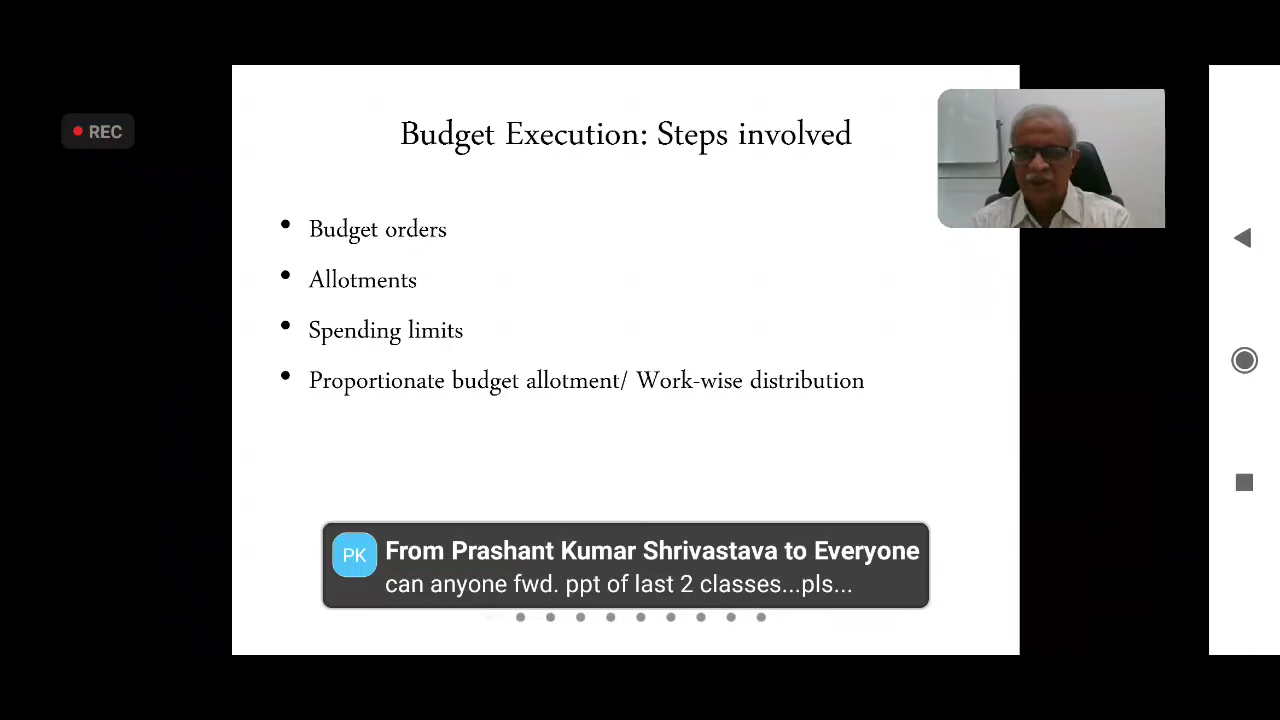 REC
Budget Execution: Steps involved
• Budget orders
• Allotments
• Spending limits
• Proportionate budget allotment/ Work-wise distribution
PK
From Prashant Kumar Shrivastava to Everyone
can anyone fwd. ppt of last 2 classes...pls...